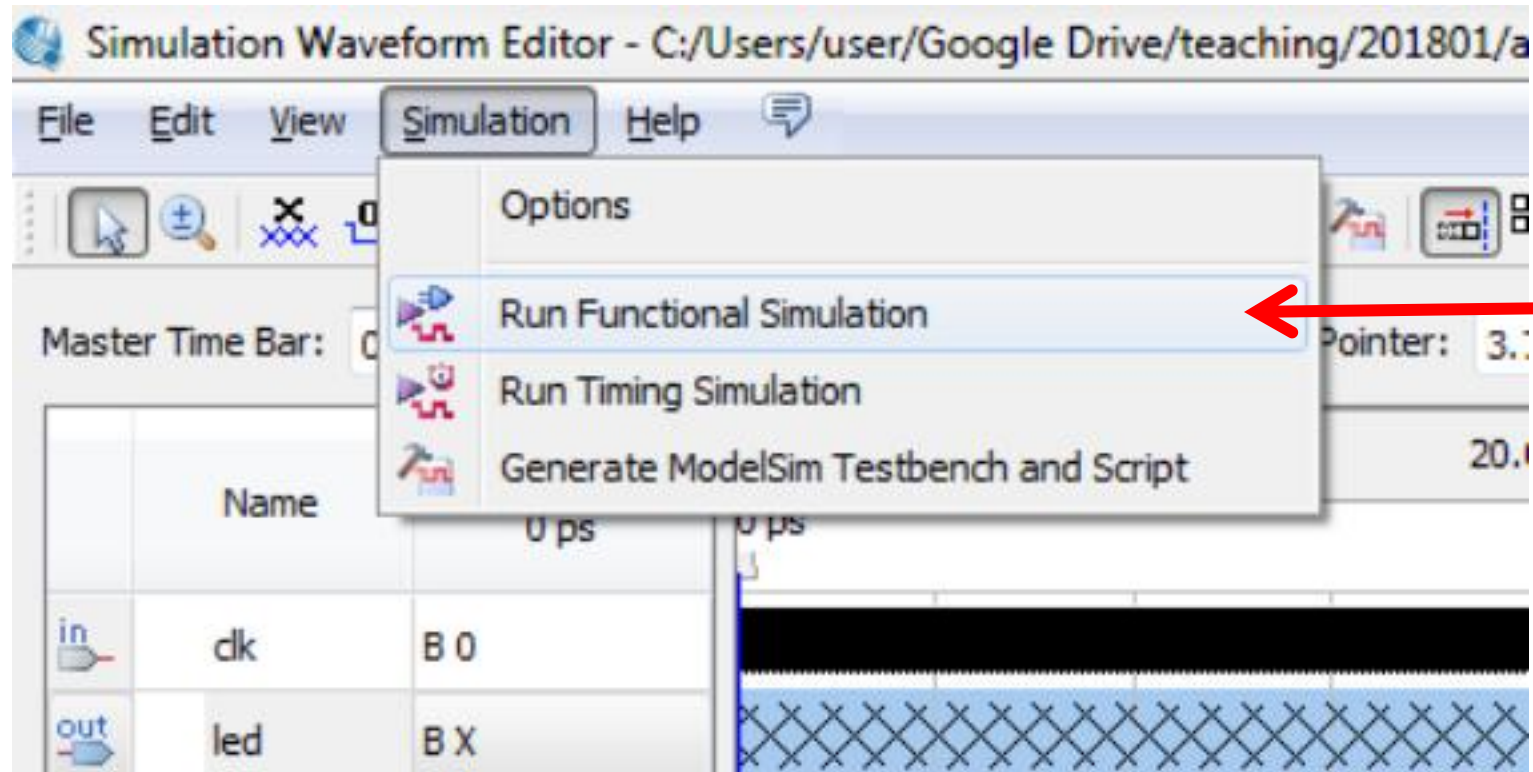 Simulation Waveform Editor - C:/Users/user/Google Drive/teaching/201801/a
File Edit View Simulation Help
Options
Run Functional Simulation
Master Time Bar: Pointer: 3.
Run Timing Simulation
Generate ModelSim Testbench and Script
20.
Name
0 ps 0 ps
in
clk B 0
out
led B X